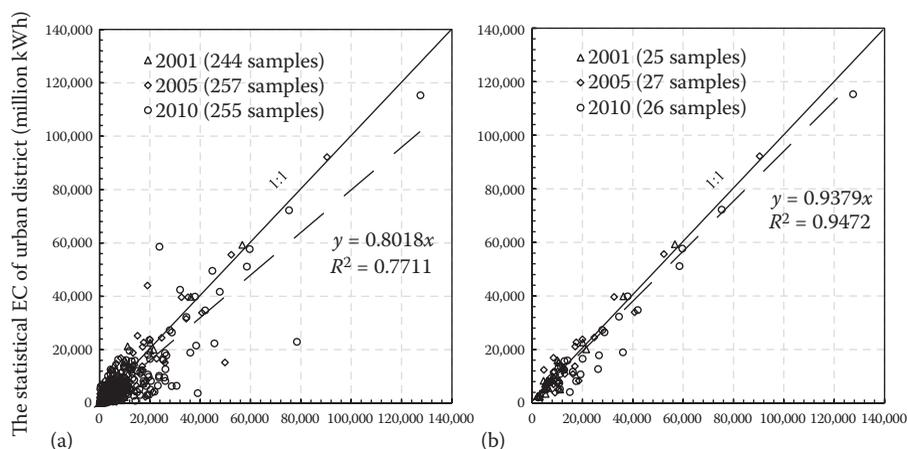 The statistical EC of urban district (million kWh)
140,000
120,000
100,000
80,000
60,000
40,000
20,000
0
2001 (244 samples)
2005 (257 samples)
2010 (255 samples)
1:1
y = 0.8018x
R² = 0.7711
0 20,000 40,000 60,000 80,000 100,000 120,000 140,000
(a)
140,000
120,000
100,000
80,000
60,000
40,000
20,000
0
2001 (25 samples)
2005 (27 samples)
2010 (26 samples)
1:1
y = 0.9379x
R² = 0.9472
0 20,000 40,000 60,000 80,000 100,000 120,000 140,000
(b)